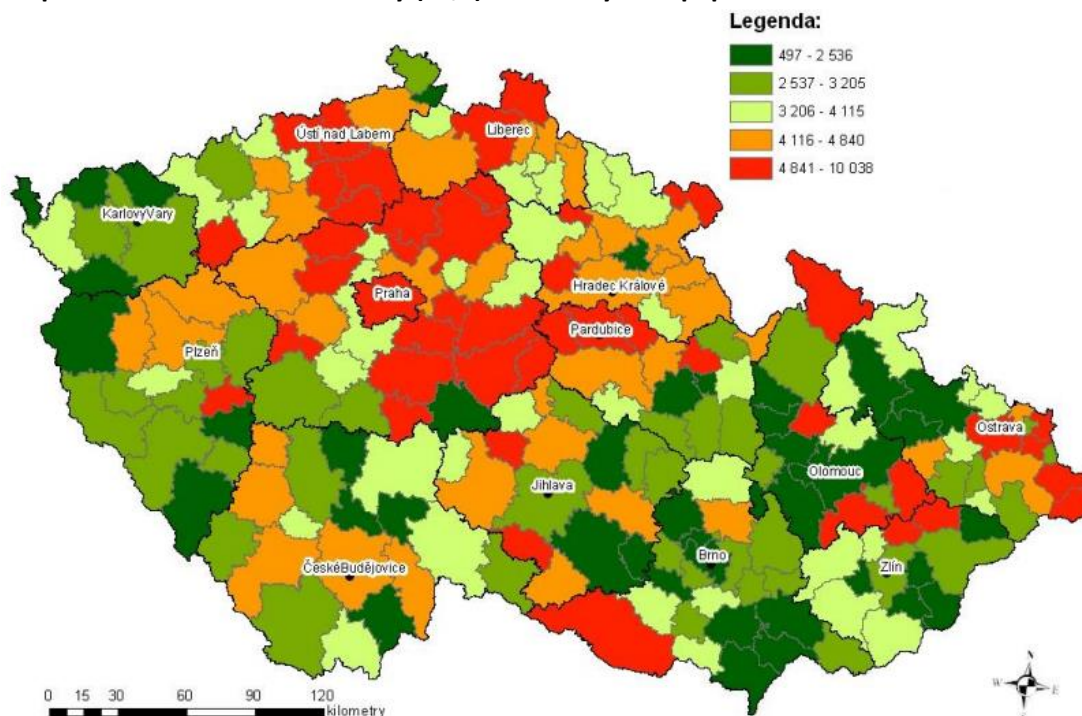 Legenda:
497 - 2 536
2 537 - 3 205
3 206 - 4 115
4 116 - 4 840
4 841 - 10 038
Ústí nad Labem
Liberec
KarlovyVary
Praha
Hradec Králové
Pardubice
Plzeň
Ostrava
Olomouc
Jihlava
Brno
Zlín
ČeskéBudějovice
N
W E
0 15 30 60 90 120
kilometry